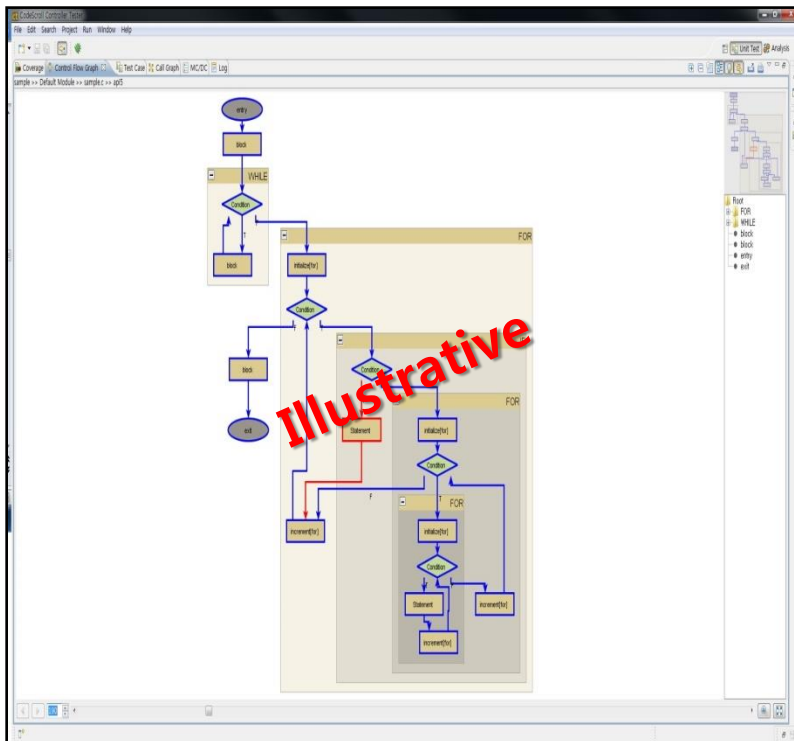 CodeScroll Controller Tester
File Edit Search Project Run Window Help
Unit Test Analysis
Coverage Control Flow Graph Test Case Call Graph MC/DC Log
sample >> Default Module >> sample.c >> api5
entry
block
WHILE
Condition
T
block
FOR
initialize[for]
Condition
block
exit
Condition
Statement
FOR
initialize[for]
Condition
F
T
increment[for]
FOR
initialize[for]
Condition
Statement
increment[for]
increment[for]
Illustrative
Root
FOR
WHILE
block
block
entry
exit